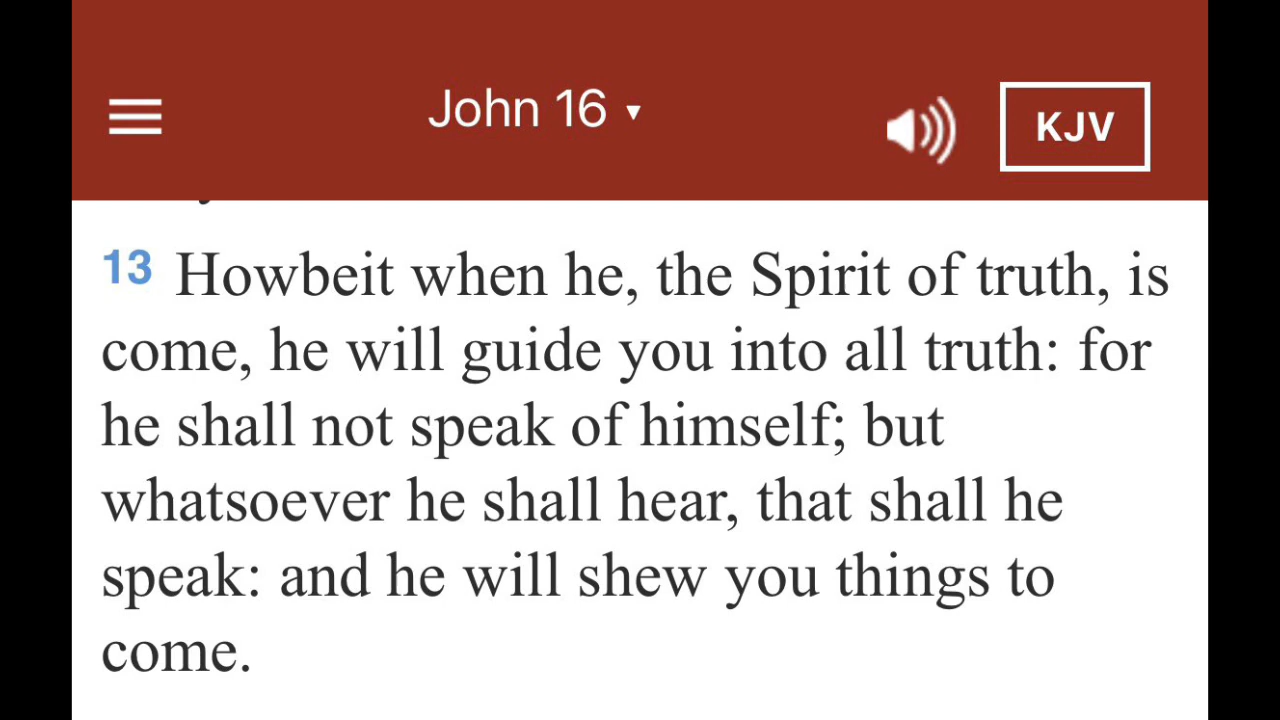 John 16
KJV
13 Howbeit when he, the Spirit of truth, is
come, he will guide you into all truth: for
he shall not speak of himself; but
whatsoever he shall hear, that shall he
speak: and he will shew you things to
come.